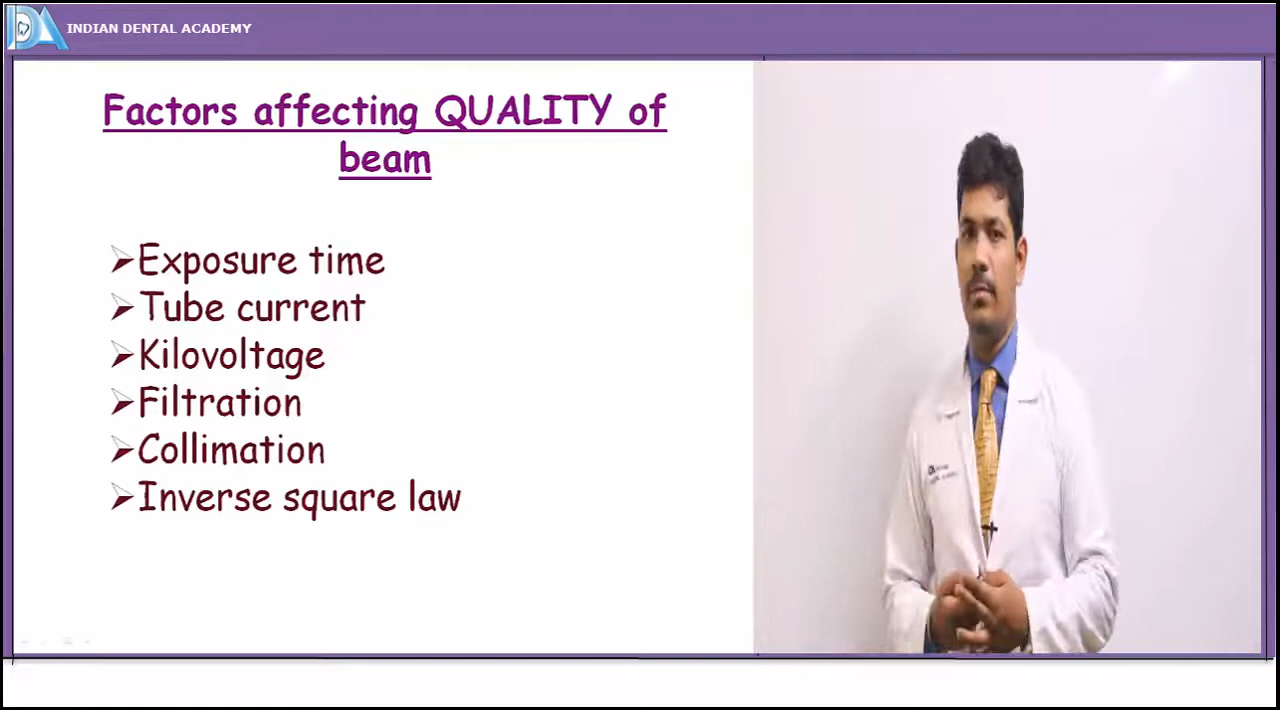 INDIAN DENTAL ACADEMY
Factors affecting QUALITY of
beam
Exposure time
Tube current
Kilovoltage
Filtration
Collimation
Inverse square law